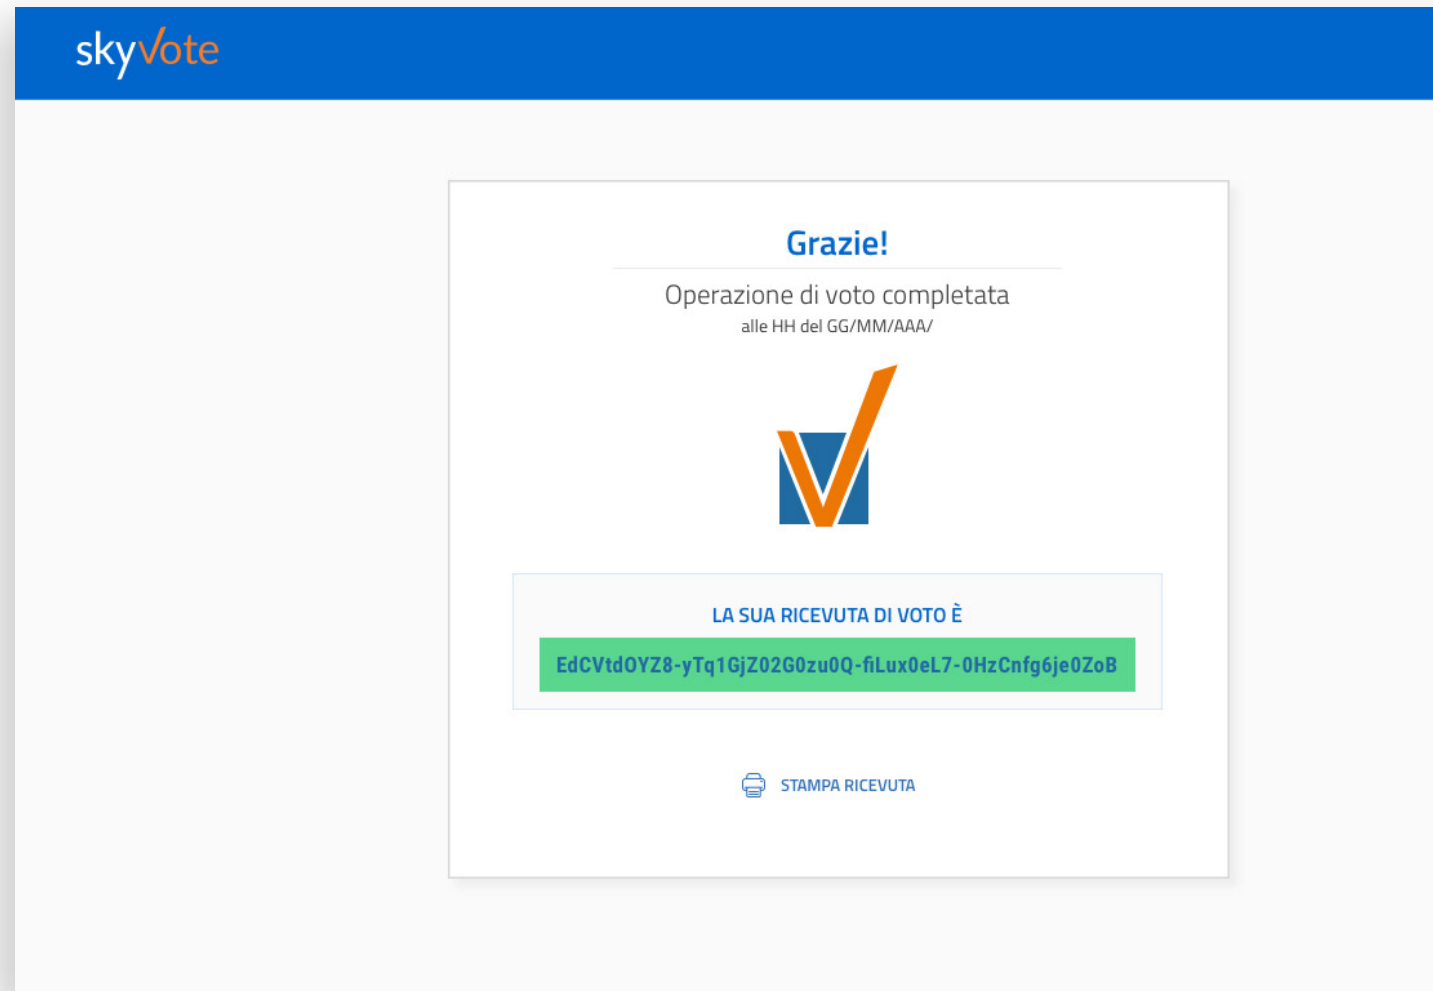 skyvote
Grazie!
Operazione di voto completata
alle HH del GG/MM/AAA/
LA SUA RICEVUTA DI VOTO È
EdCVtdOYZ8-yTq1GjZ02G0zu0Q-fiLux0eL7-0HzCnfg6je0ZoB
STAMPA RICEVUTA